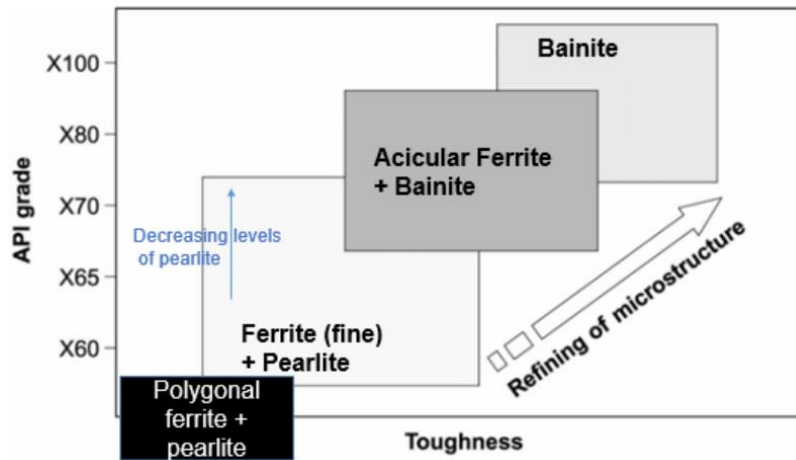 API grade
X100
X80
X70
X65
X60
Bainite
Acicular Ferrite
+ Bainite
Decreasing levels
of pearlite
Ferrite (fine)
+ Pearlite
Refining of microstructure
Polygonal
ferrite +
pearlite
Toughness